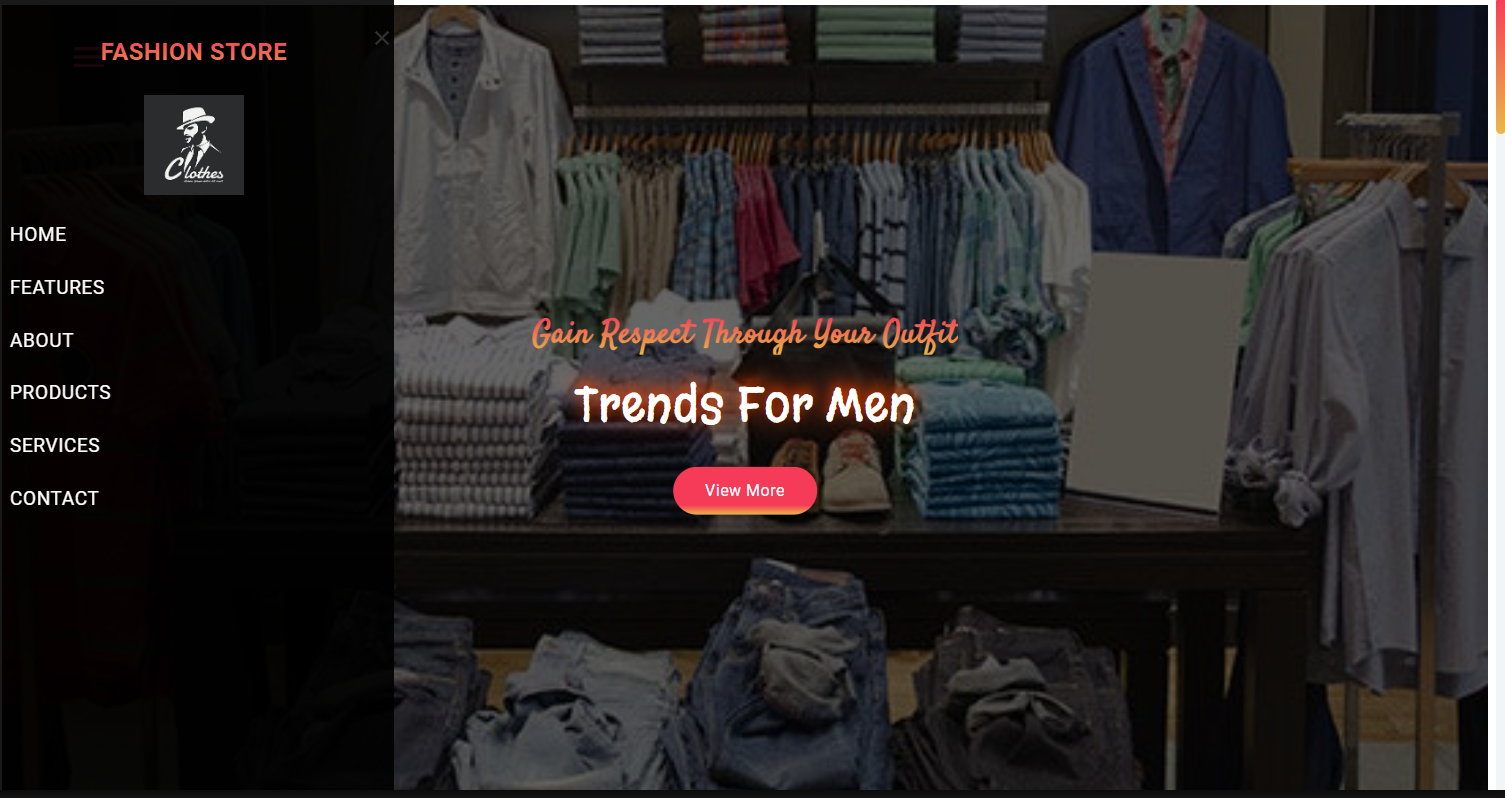 FASHION STORE
Clothes
HOME
FEATURES
ABOUT
PRODUCTS
SERVICES
CONTACT
Gain Respect Through Your Outfit
Trends For Men
View More